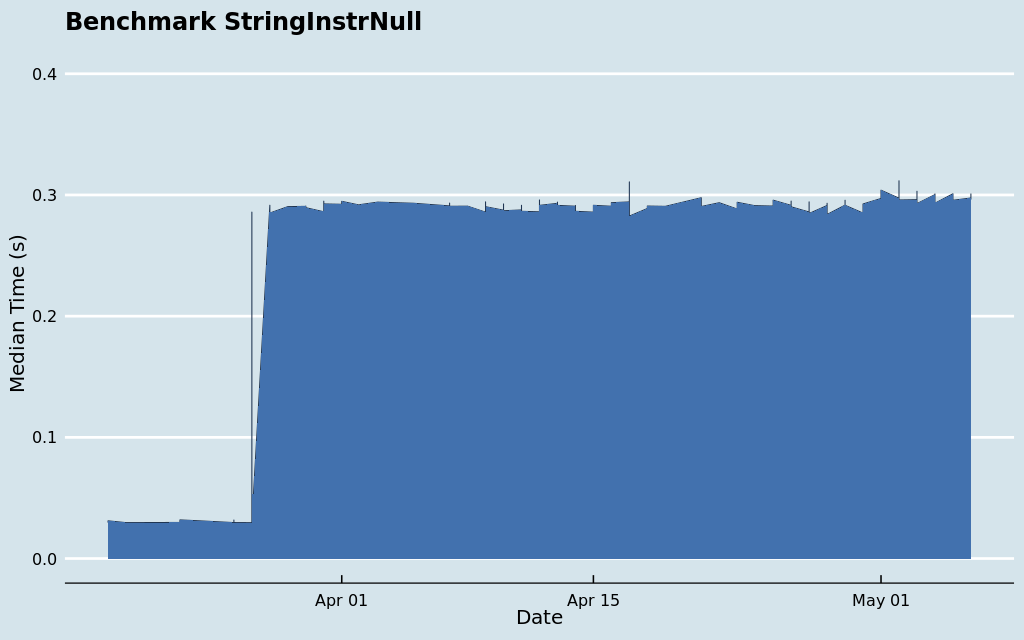 Benchmark StringInstrNull
Median Time (s)
0.4
0.3
0.2
0.1
0.0
Apr 01
Apr 15
May 01
Date